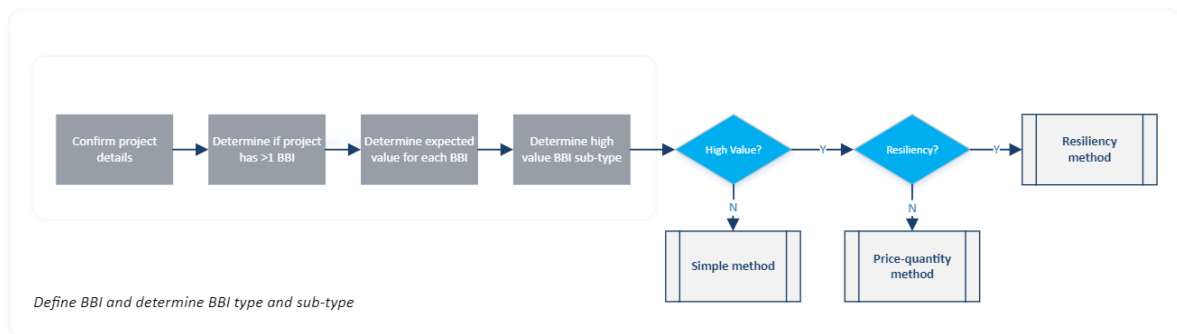 Confirm project
details
Determine if project
has >1 BBI
Determine expected
value for each BBI
Determine high
value BBI sub-type
High Value?
Y
Resiliency?
Y
Resiliency
method
N
N
Simple method
Price-quantity
method
Define BBI and determine BBI type and sub-type